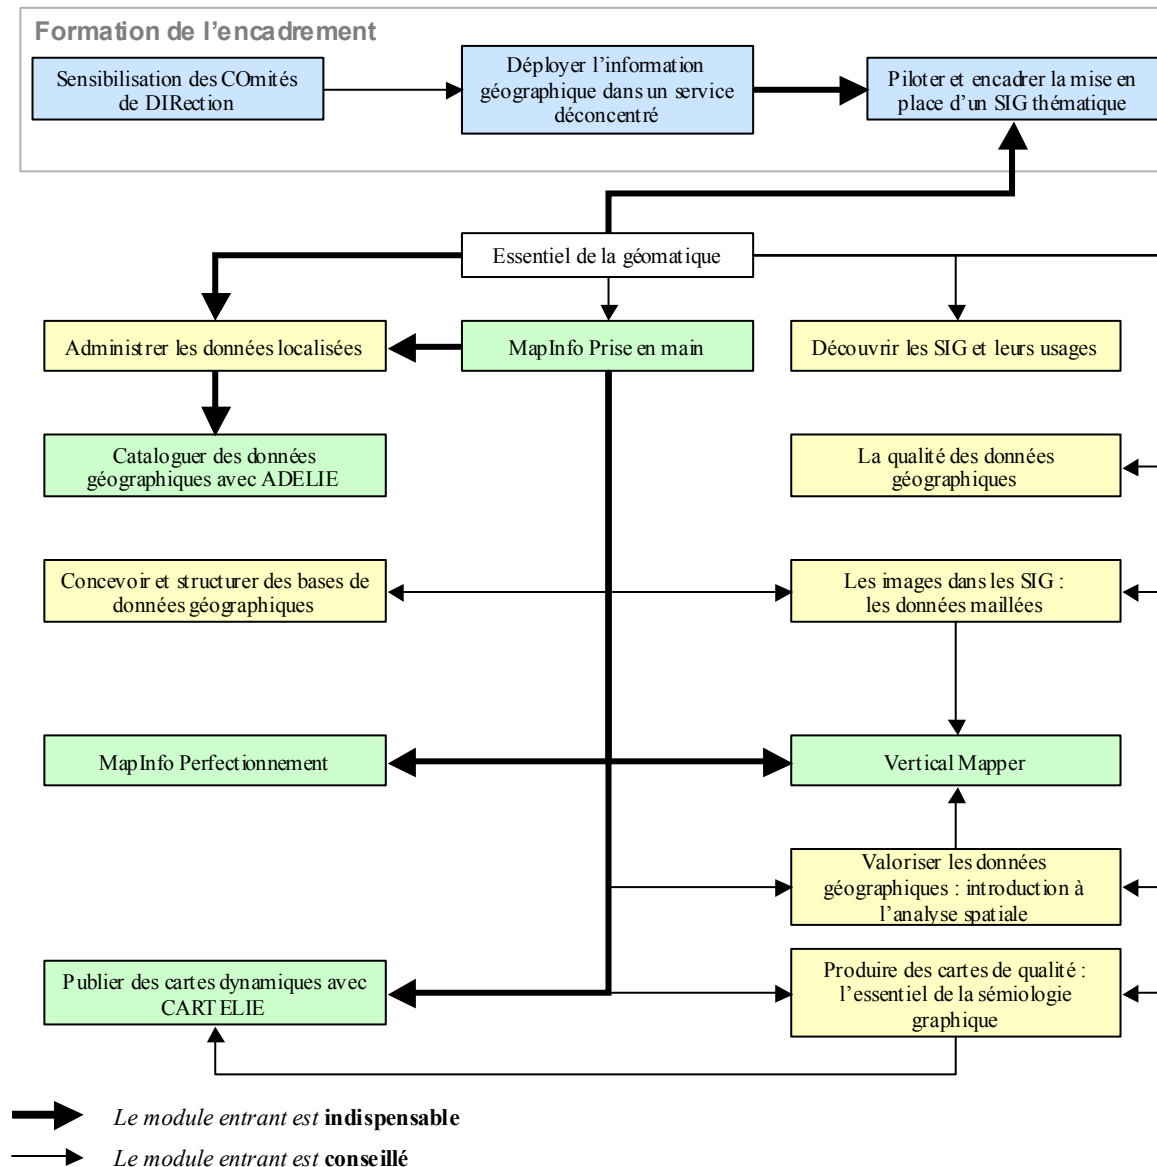 Formation de l'encadrement
Sensibilisation des COmités
de DIRection
Déployer l'information
géographique dans un service
déconcentré
Piloter et encadrer la mise en
place d'un SIG thématique
Essentiel de la géomatique
Administrer les données localisées
MapInfo Prise en main
Découvrir les SIG et leurs usages
Cataloguer des données
géographiques avec ADELIE
La qualité des données
géographiques
Concevoir et structurer des bases de
données géographiques
Les images dans les SIG :
les données maillées
MapInfo Perfectionnement
Vertical Mapper
Valoriser les données
géographiques : introduction à
l'analyse spatiale
Publier des cartes dynamiques avec
CARTELIE
Produire des cartes de qualité :
l'essentiel de la sémiologie
graphique
Le module entrant est indispensable
Le module entrant est conseillé